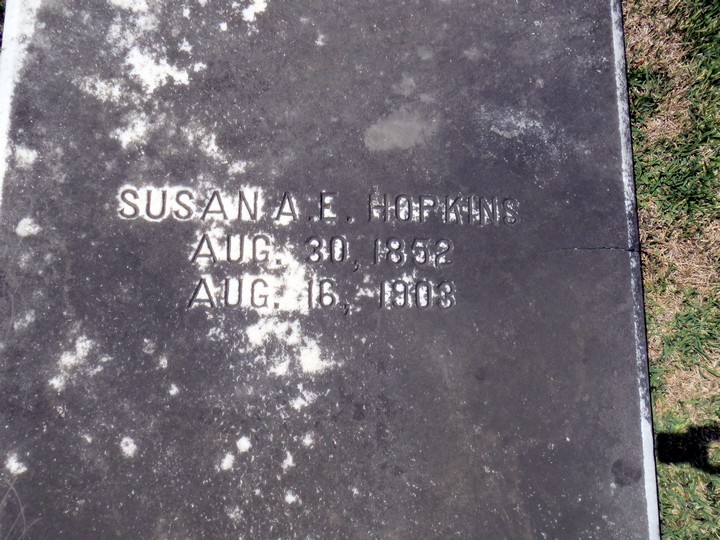 SUSAN A.E. HOPKINS
AUG. 30, 1852
AUG. 16, 1903